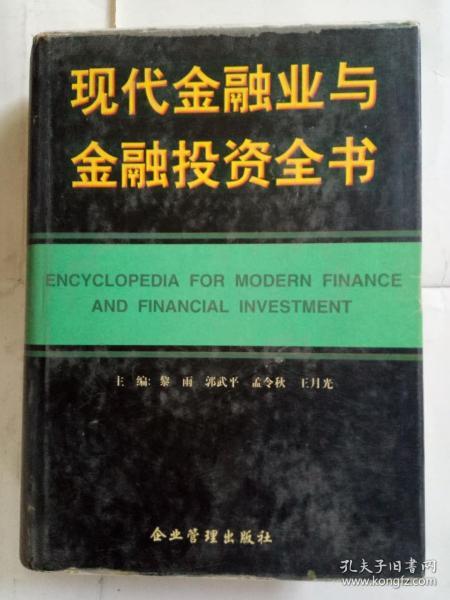 现代金融业与
金融投资全书
ENCYCLOPEDIA FOR MODERN FINANCE
AND FINANCIAL INVESTMENT
主 编: 黎 雨 郭武平 孟令秋 王月光
企业管理出版社
孔夫子旧书网
www.kongfz.com